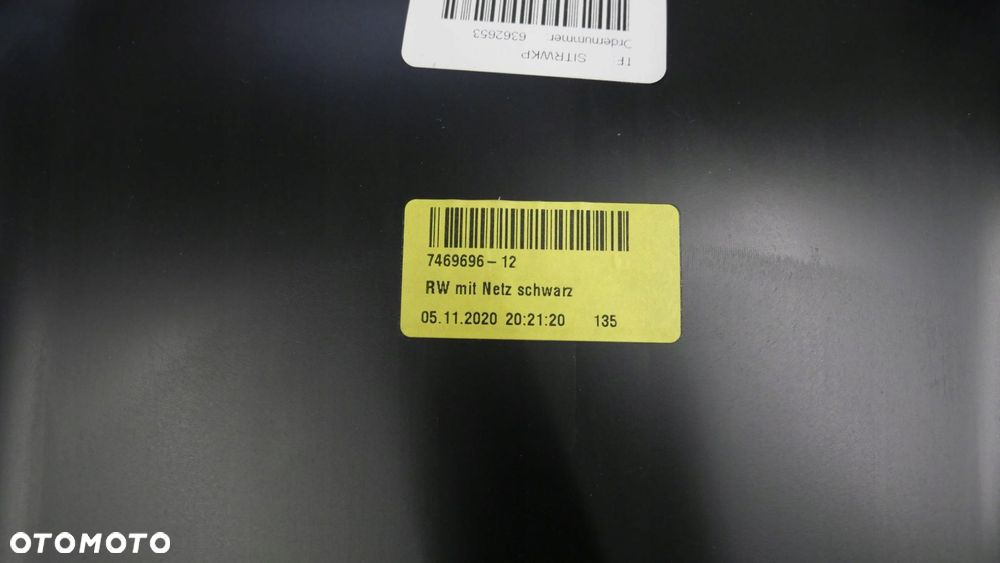 TF SITRWKP
Ordernummer: 6362653
7469696-12
RW mit Netz schwarz
05.11.2020 20:21:20 135
OTOMOTO